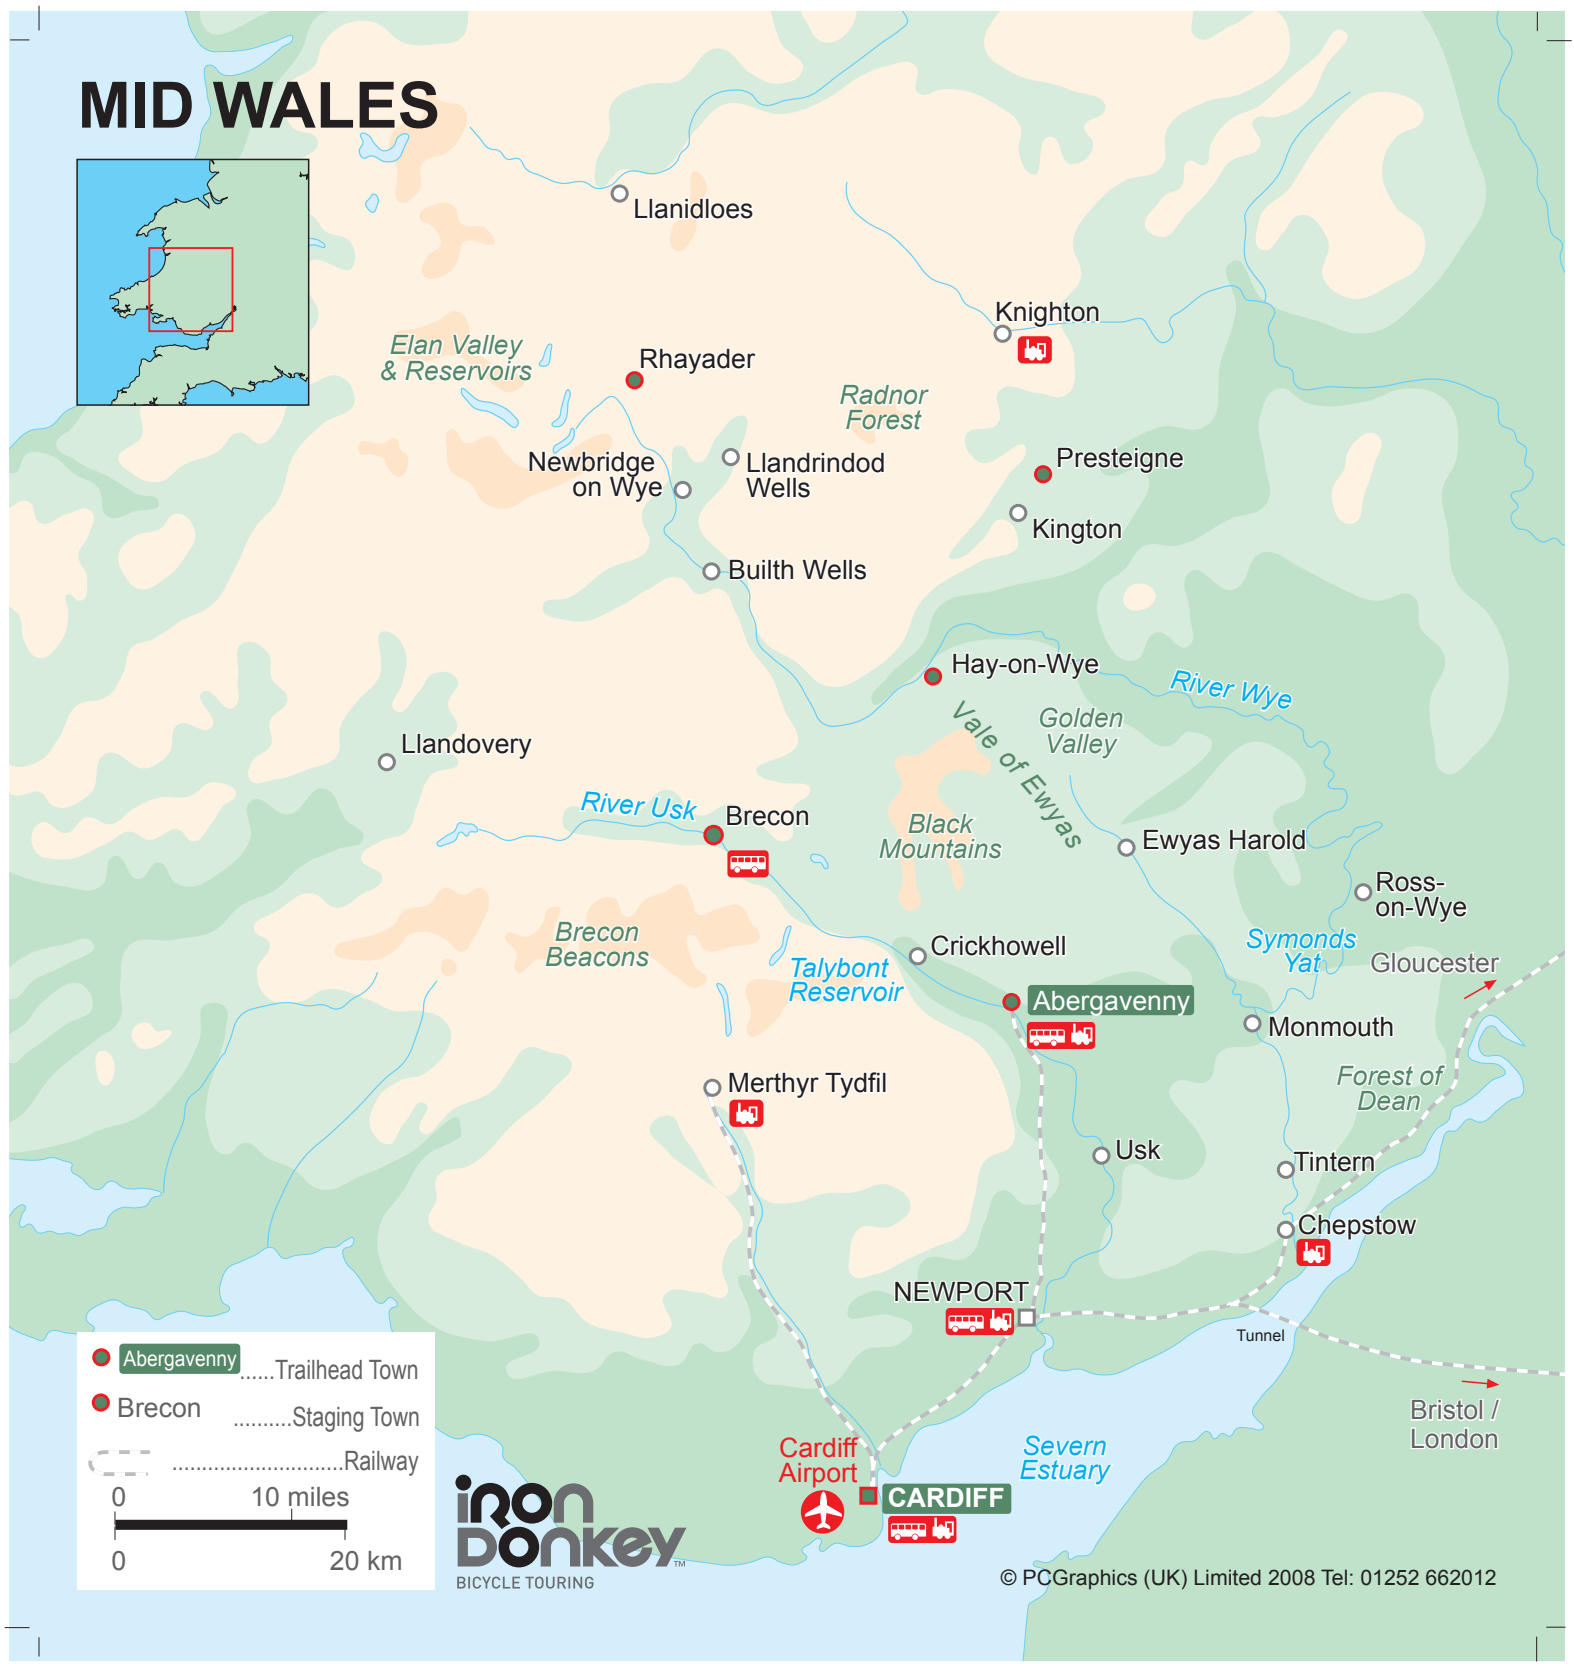 MID WALES
Llanidloes
Knighton
Elan Valley
& Reservoirs
Rhayader
Radnor
Forest
Newbridge
on Wye
Llandrindod
Wells
Presteigne
Kington
Builth Wells
Hay-on-Wye
River Wye
Golden
Valley
Vale of Ewyas
Llandovery
River Usk
Brecon
Black
Mountains
Ewyas Harold
Ross-
on-Wye
Brecon
Beacons
Crickhowell
Symonds
Yat
Gloucester
Talybont
Reservoir
Abergavenny
Monmouth
Merthyr Tydfil
Forest of
Dean
Usk
Tintern
Chepstow
NEWPORT
Tunnel
Bristol /
London
Severn
Estuary
Cardiff
Airport
CARDIFF
Abergavenny ......Trailhead Town
Brecon ..........Staging Town
............................Railway
0 10 miles
0 20 km
iRON
DONKEY™
BICYCLE TOURING
© PCGraphics (UK) Limited 2008 Tel: 01252 662012